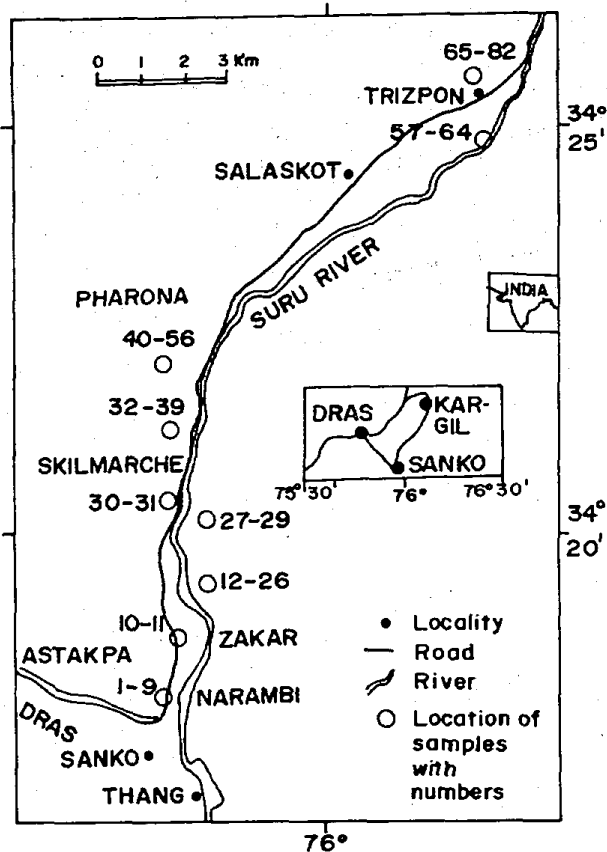 0 1 2 3 Km
65-82
TRIZPON
34°
25'
57-64
SALASKOT
SURU RIVER
INDIA
PHARONA
40-56
32-39
DRAS
KAR-
GIL
SANKO
75°30'
76°
76°30'
SKILMARCHE
30-31
27-29
34°
20'
12-26
10-11
ZAKAR
ASTAKPA
1-9
NARAMBI
DRAS
SANKO
THANG
Locality
Road
River
Location of
samples
with
numbers
76°